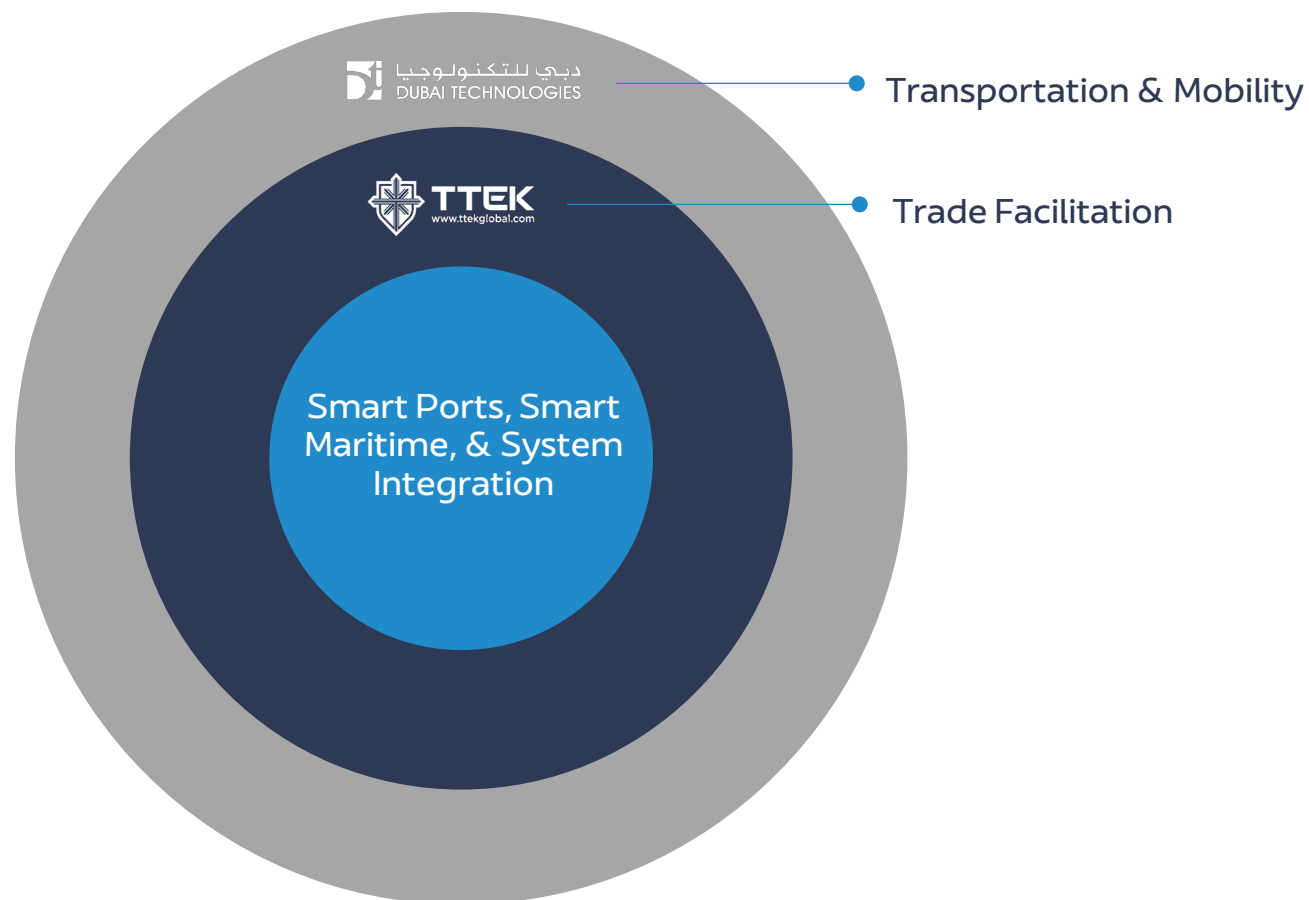 دبي للتكنولوجيا
DUBAI TECHNOLOGIES
Transportation & Mobility
TTEK
www.ttekglobal.com
Trade Facilitation
Smart Ports, Smart
Maritime, & System
Integration